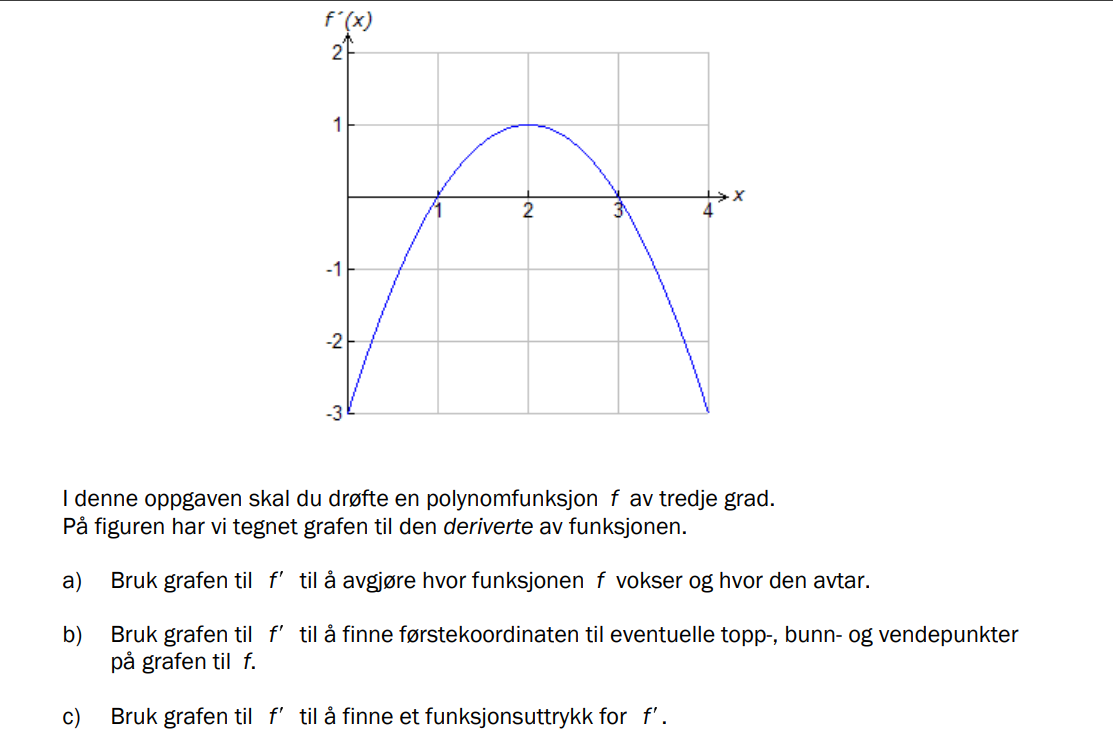 f´(x)
2
1
x
1
2
3
4
-1
-2
-3
I denne oppgaven skal du drøfte en polynomfunksjon f av tredje grad.
På figuren har vi tegnet grafen til den deriverte av funksjonen.
a) Bruk grafen til f′ til å avgjøre hvor funksjonen f vokser og hvor den avtar.
b) Bruk grafen til f′ til å finne førstekoordinaten til eventuelle topp-, bunn- og vendepunkter
på grafen til f.
c) Bruk grafen til f′ til å finne et funksjonsuttrykk for f′.